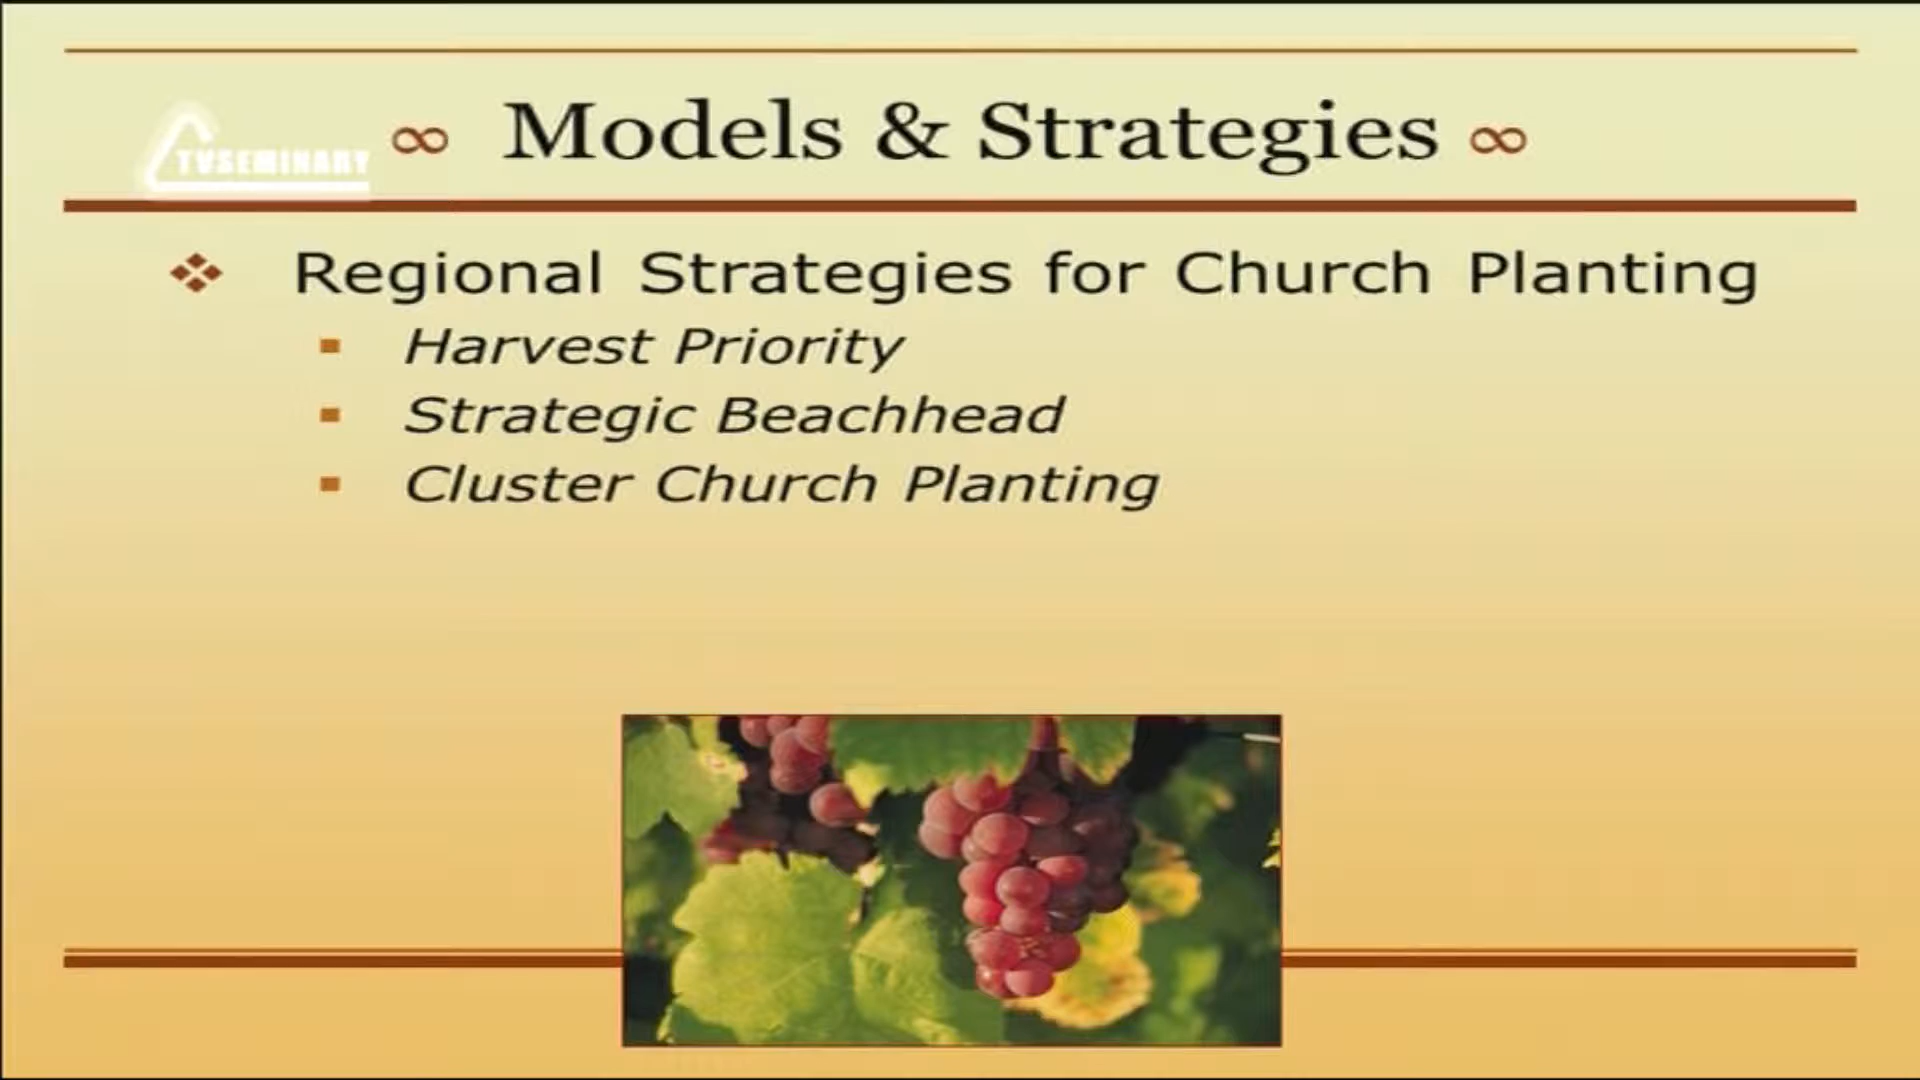 TVSEMINARY
∞ Models & Strategies ∞
❖ Regional Strategies for Church Planting
▪ Harvest Priority
▪ Strategic Beachhead
▪ Cluster Church Planting